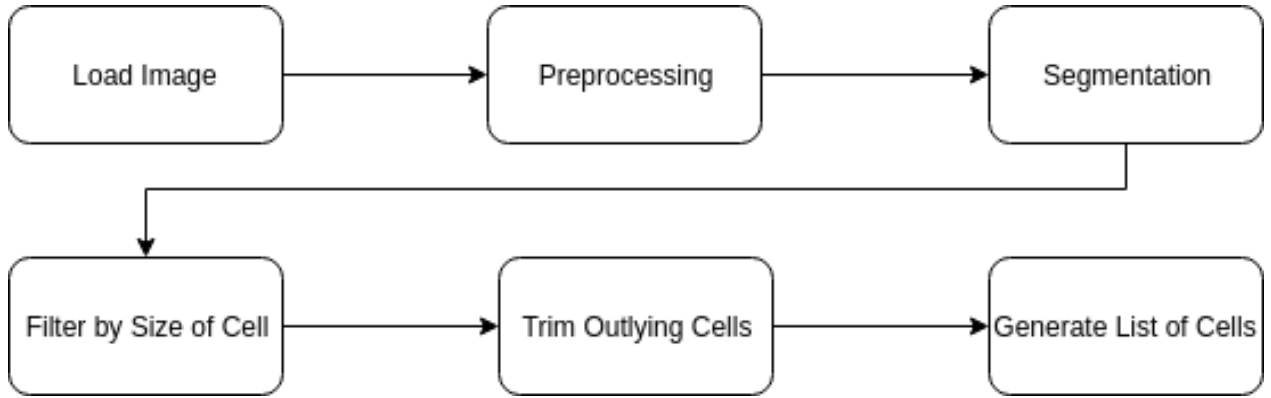 Load Image
Preprocessing
Segmentation
Filter by Size of Cell
Trim Outlying Cells
Generate List of Cells